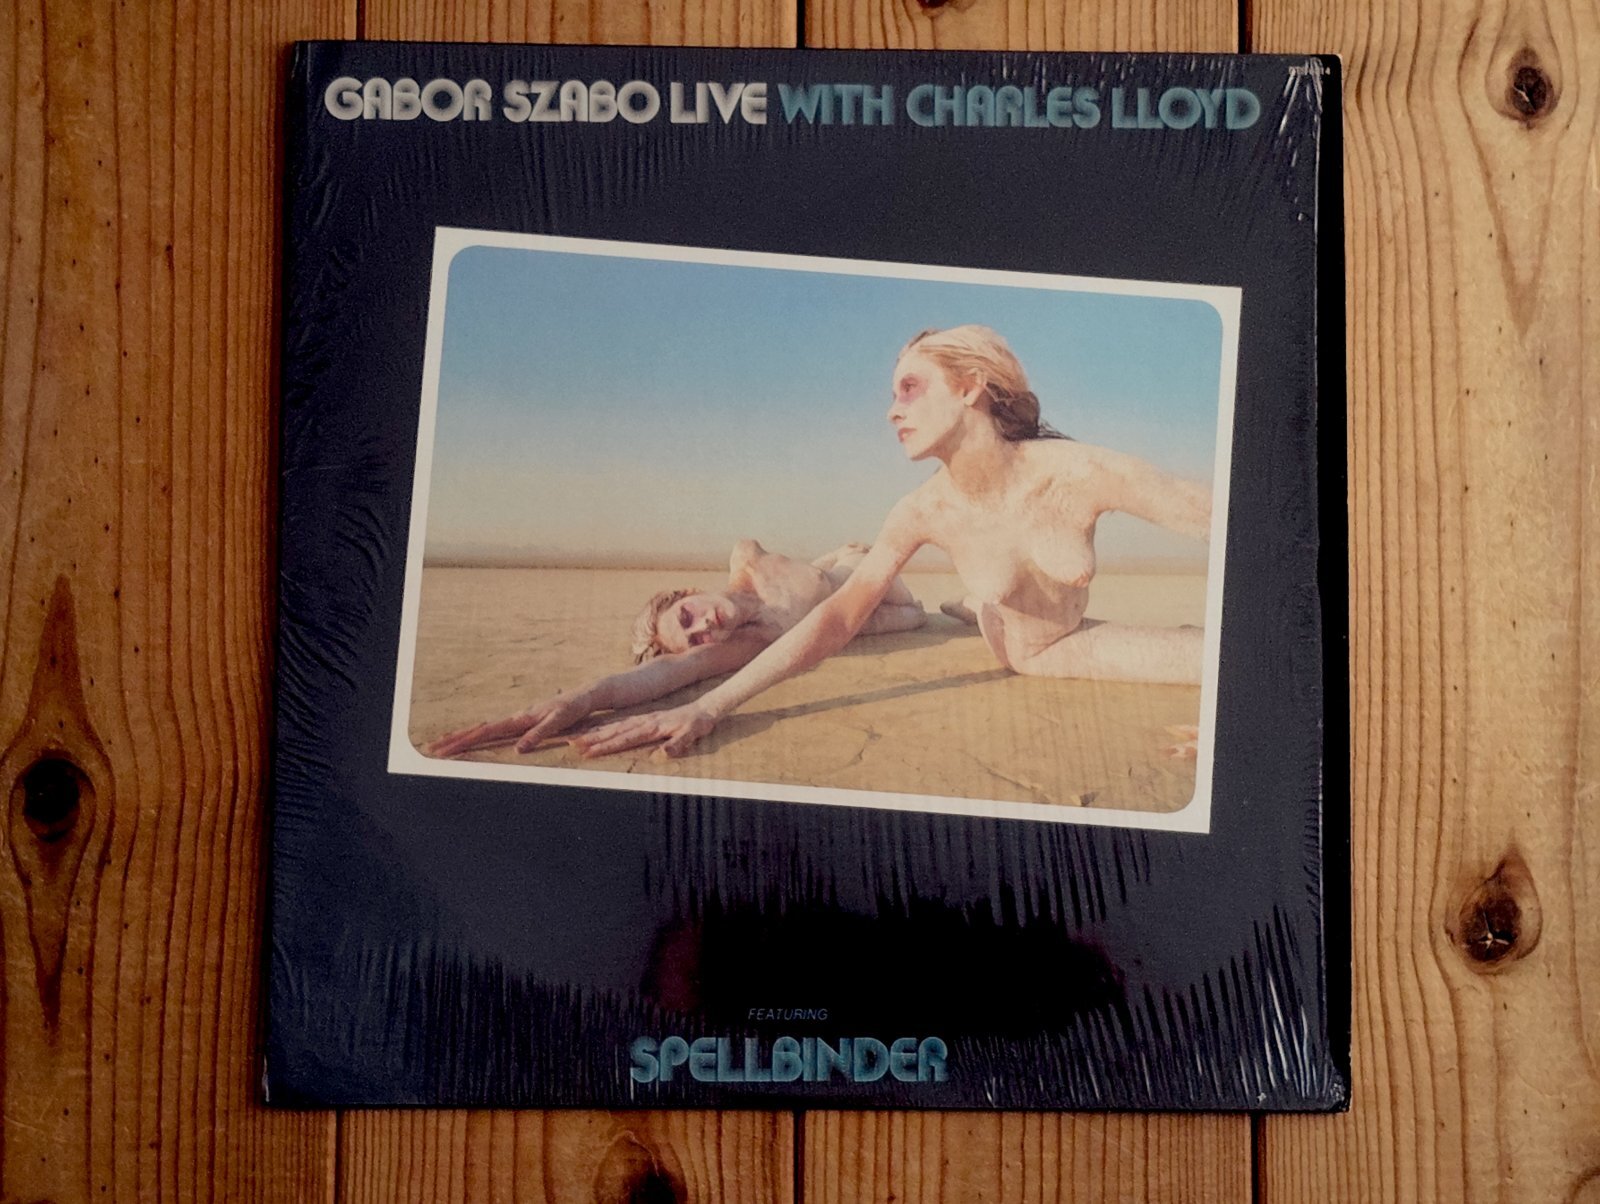 GABOR SZABO LIVE WITH CHARLES LLOYD
FEATURING
SPELLBINDER